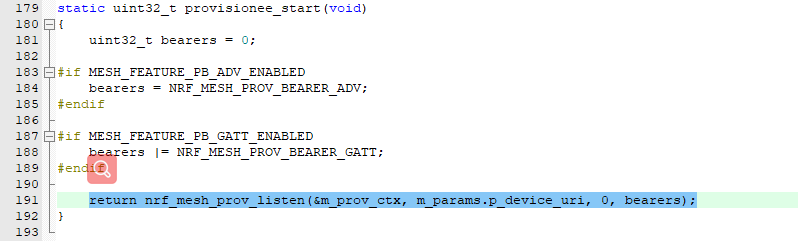 179 static uint32_t provisionee_start(void)
180 {
181     uint32_t bearers = 0;
182
183 #if MESH_FEATURE_PB_ADV_ENABLED
184     bearers = NRF_MESH_PROV_BEARER_ADV;
185 #endif
186
187 #if MESH_FEATURE_PB_GATT_ENABLED
188     bearers |= NRF_MESH_PROV_BEARER_GATT;
189 #endif
190
191     return nrf_mesh_prov_listen(&m_prov_ctx, m_params.p_device_uri, 0, bearers);
192 }
193